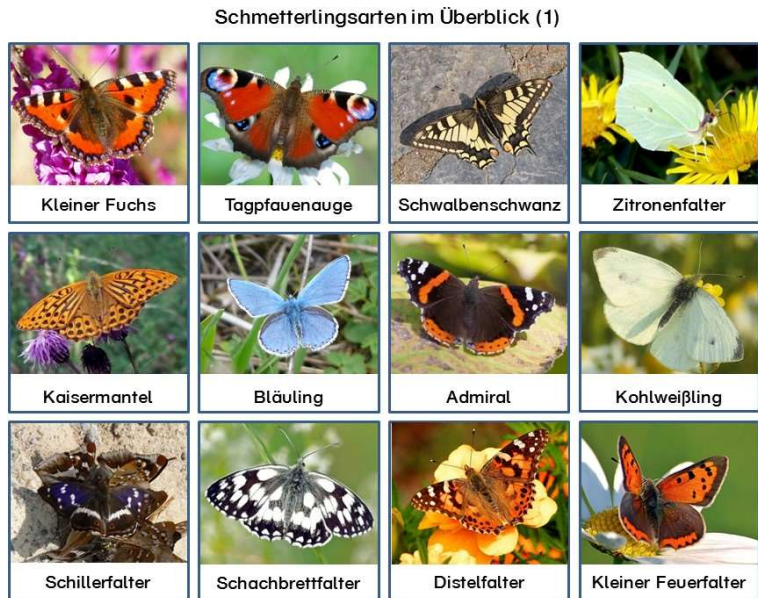 Schmetterlingsarten im Überblick (1)
Kleiner Fuchs
Tagpfauenauge
Schwalbenschwanz
Zitronenfalter
Kaisermantel
Bläuling
Admiral
Kohlweißling
Schillerfalter
Schachbrettfalter
Distelfalter
Kleiner Feuerfalter